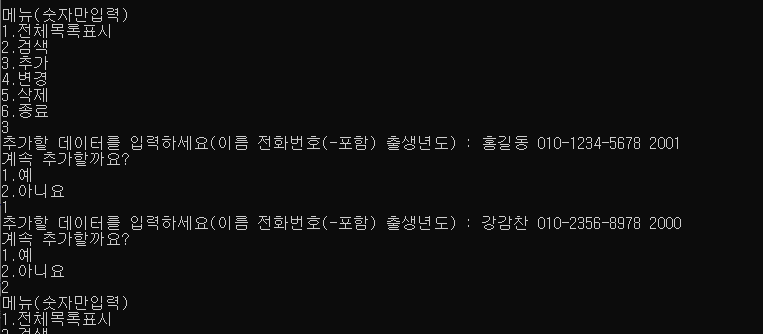 메뉴(숫자만입력)
1.전체목록표시
2.검색
3.추가
4.변경
5.삭제
6.종료
3
추가할 데이터를 입력하세요(이름 전화번호(-포함) 출생년도) : 홍길동 010-1234-5678 2001
계속 추가할까요?
1.예
2.아니요
1
추가할 데이터를 입력하세요(이름 전화번호(-포함) 출생년도) : 강감찬 010-2356-8978 2000
계속 추가할까요?
1.예
2.아니요
2
메뉴(숫자만입력)
1.전체목록표시